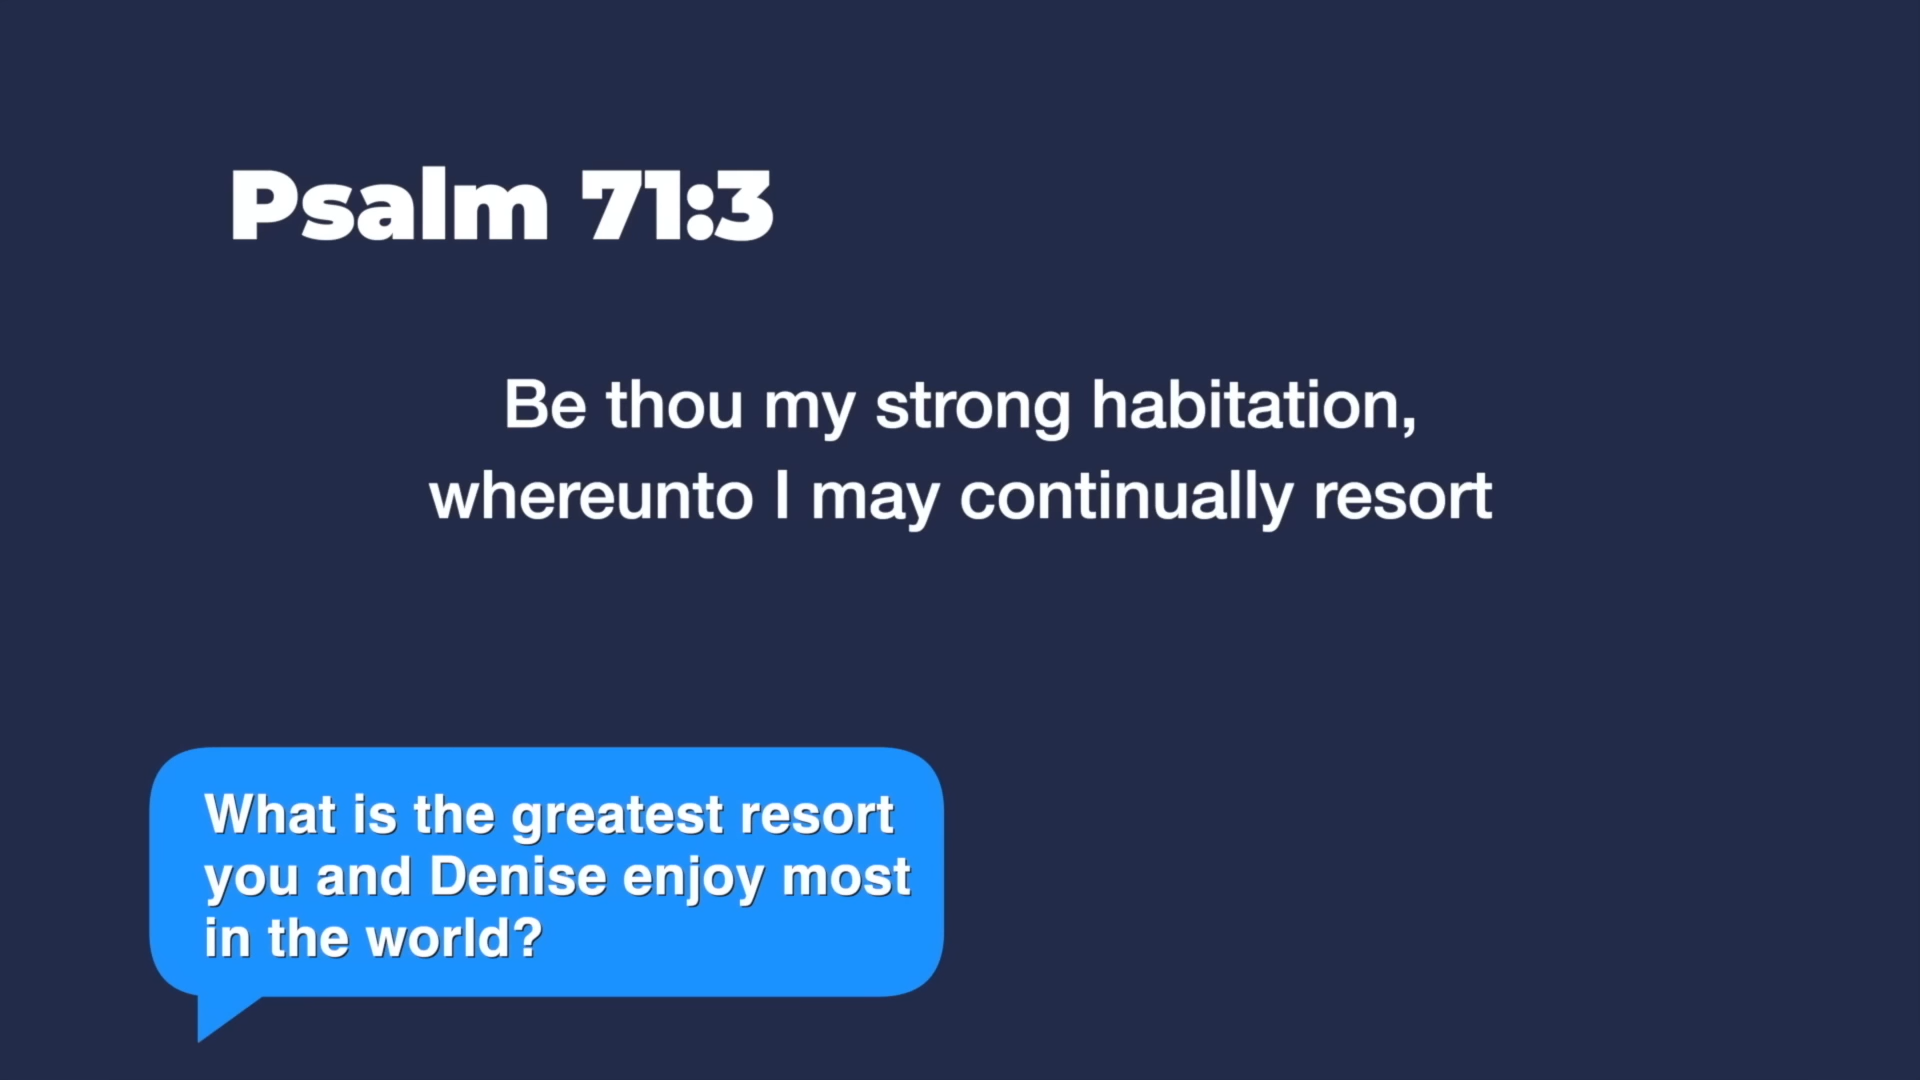 Psalm 71:3
Be thou my strong habitation,
whereunto I may continually resort
What is the greatest resort
you and Denise enjoy most
in the world?